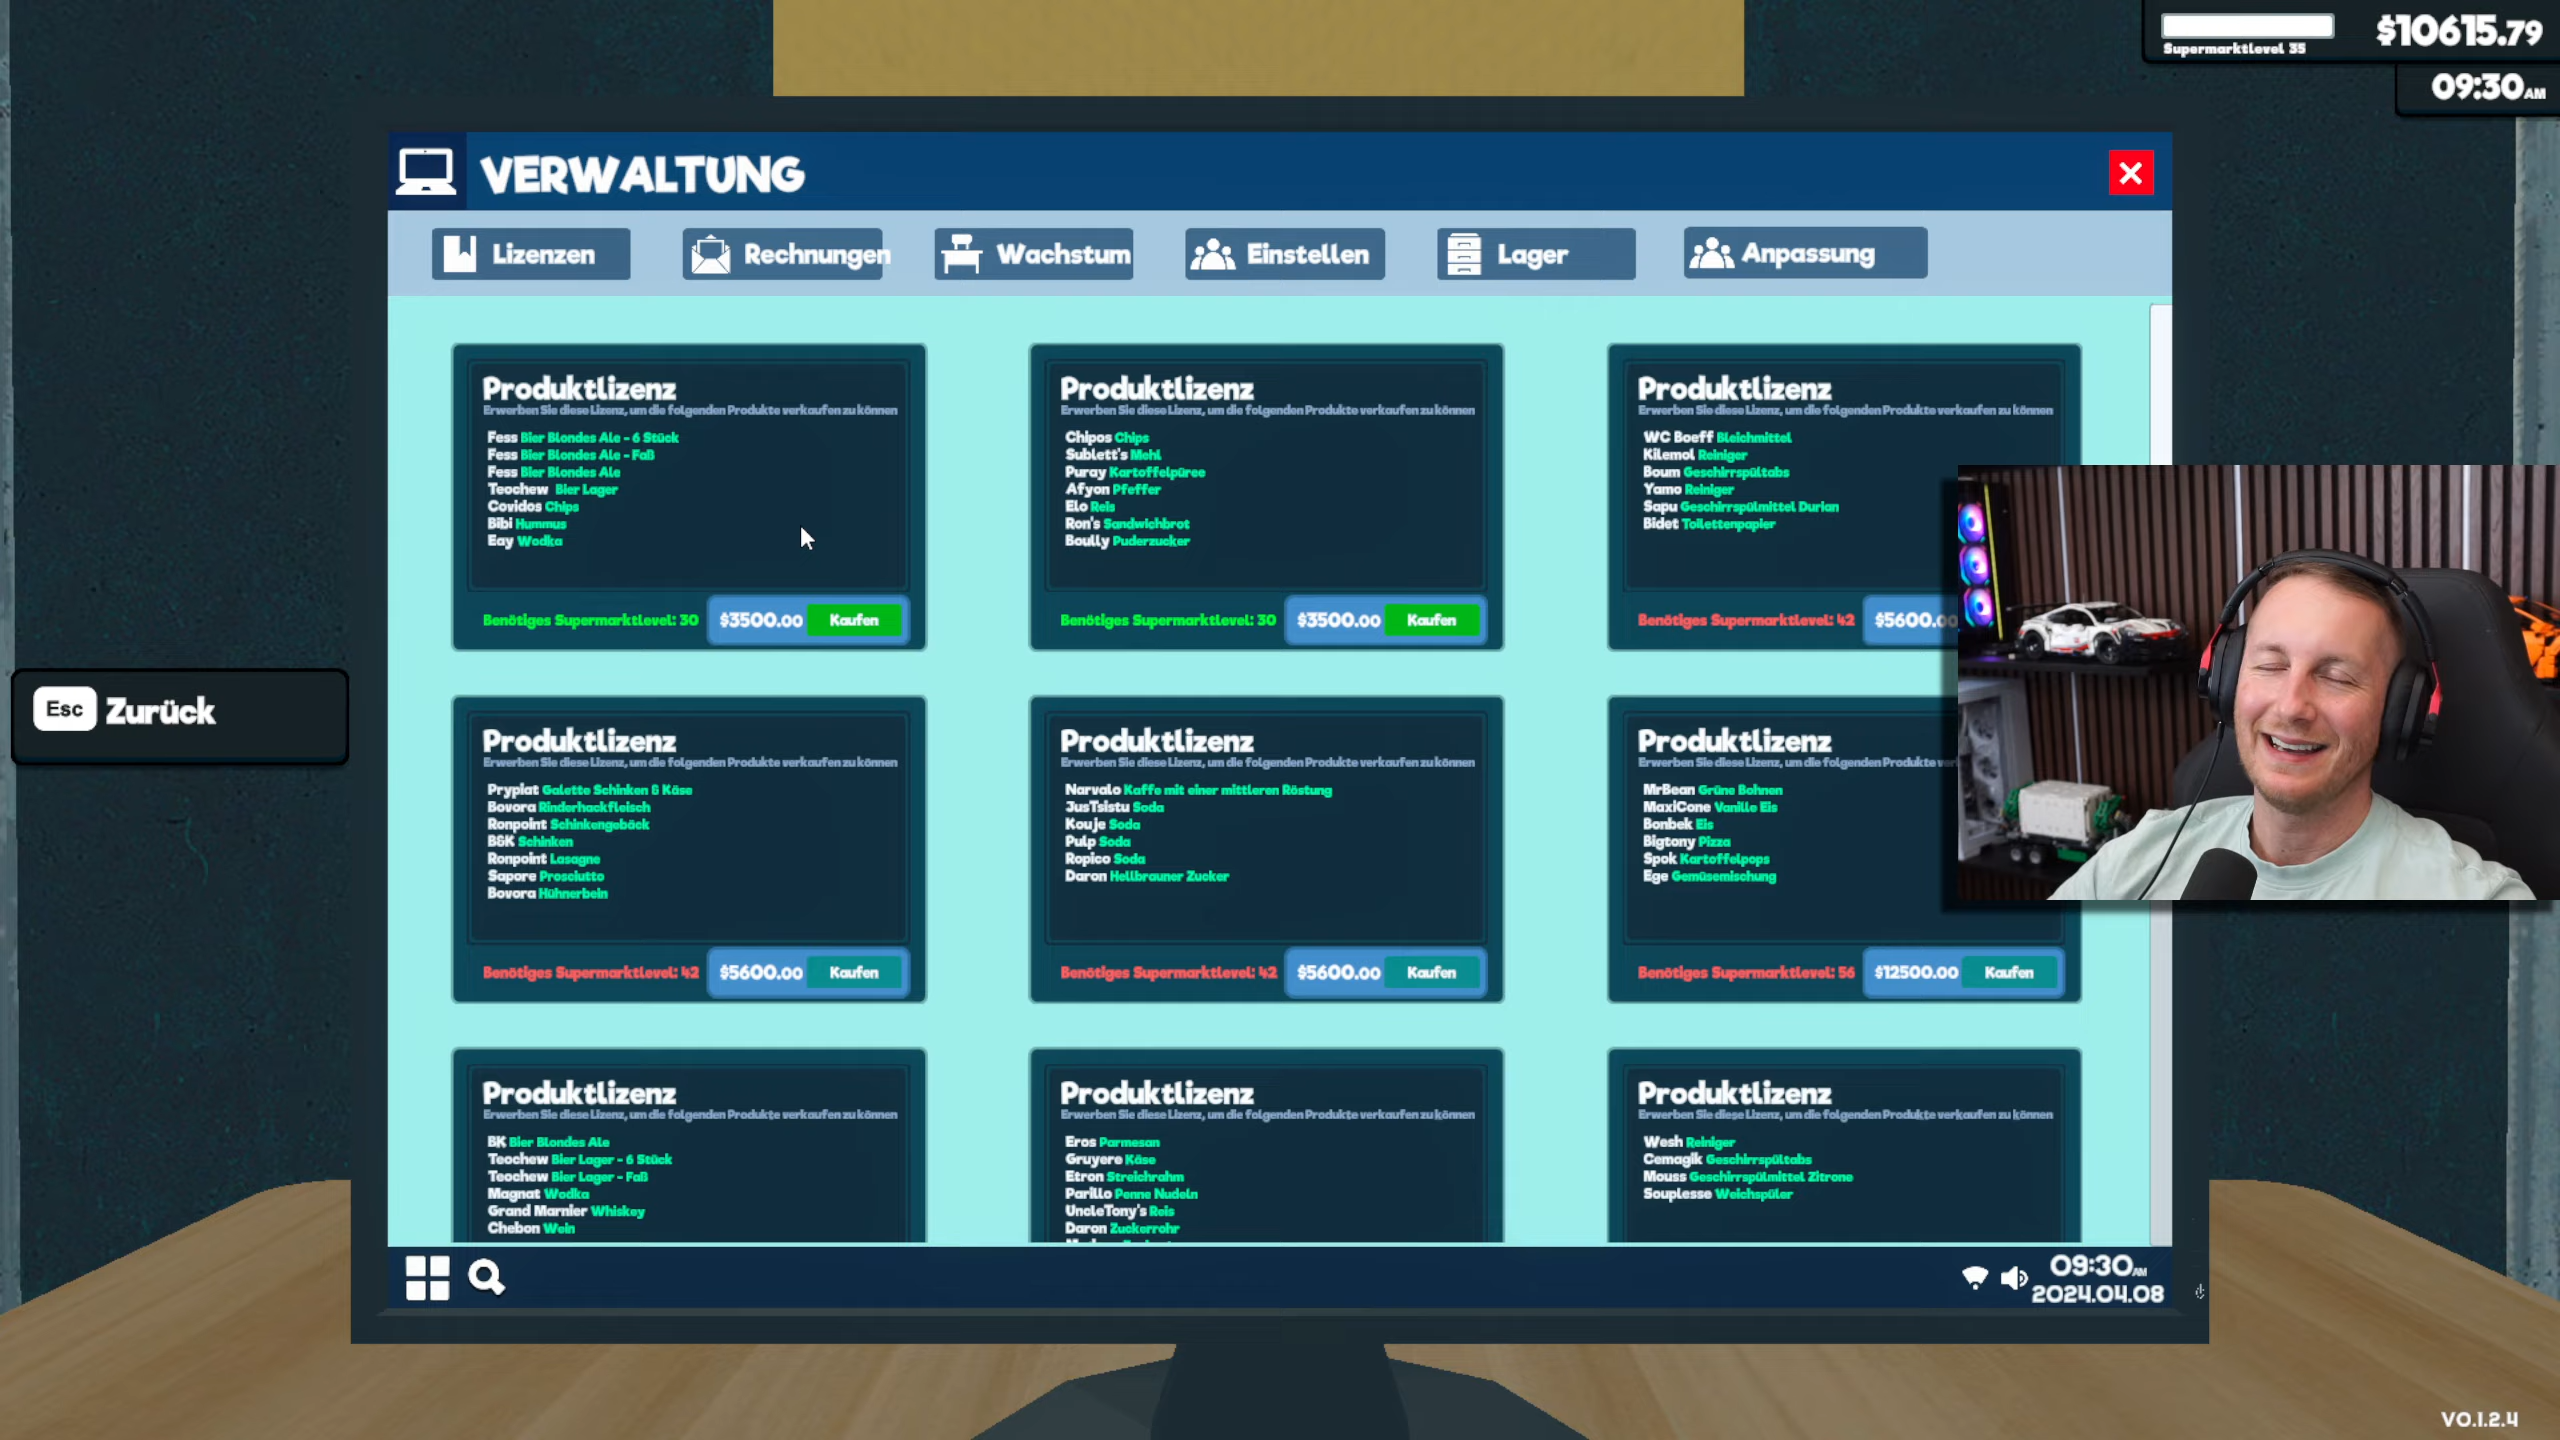 Supermarktlevel 35
$10615.79
09:30AM
VERWALTUNG
Lizenzen
Rechnungen
Wachstum
Einstellen
Lager
Anpassung
Produktlizenz
Erwerben Sie diese Lizenz, um die folgenden Produkte verkaufen zu können
Fess Bier Blondes Ale - 6 Stück
Fess Bier Blondes Ale - Faß
Fess Bier Blondes Ale
Teochew Bier Lager
Covidos Chips
Bibi Hummus
Eay Wodka
Benötiges Supermarktlevel: 30
$3500.00
Kaufen
Produktlizenz
Erwerben Sie diese Lizenz, um die folgenden Produkte verkaufen zu können
Chipos Chips
Sublett's Mehl
Puray Kartoffelpüree
Afyon Pfeffer
Elo Reis
Ron's Sandwichbrot
Boully Puderzucker
Benötiges Supermarktlevel: 30
$3500.00
Kaufen
Produktlizenz
Erwerben Sie diese Lizenz, um die folgenden Produkte verkaufen zu können
WC Boeff Bleichmittel
Kilemol Reiniger
Boum Geschirrspültabs
Yamo Reiniger
Sapu Geschirrspülmittel Durian
Bidet Toilettenpapier
Benötiges Supermarktlevel: 42
$5600.00
Esc Zurück
Produktlizenz
Erwerben Sie diese Lizenz, um die folgenden Produkte verkaufen zu können
Prypiat Galette Schinken & Käse
Bovora Rinderhackfleisch
Ronpoint Schinkengebäck
B&K Schinken
Ronpoint Lasagne
Sapore Prosciutto
Bovora Hühnerbein
Benötiges Supermarktlevel: 42
$5600.00
Kaufen
Produktlizenz
Erwerben Sie diese Lizenz, um die folgenden Produkte verkaufen zu können
Narvalo Kaffe mit einer mittleren Röstung
JusTsistu Soda
Kouje Soda
Pulp Soda
Ropico Soda
Daron Hellbrauner Zucker
Benötiges Supermarktlevel: 42
$5600.00
Kaufen
Produktlizenz
Erwerben Sie diese Lizenz, um die folgenden Produkte
MrBean Grüne Bohnen
MaxiCone Vanille Eis
Bonbek Eis
Bigtony Pizza
Spok Kartoffelpops
Ege Gemüsemischung
Benötiges Supermarktlevel: 56
$12500.00
Kaufen
Produktlizenz
Erwerben Sie diese Lizenz, um die folgenden Produkte verkaufen zu können
BK Bier Blondes Ale
Teochew Bier Lager - 6 Stück
Teochew Bier Lager - Faß
Magnat Wodka
Grand Marnier Whiskey
Chebon Wein
Produktlizenz
Erwerben Sie diese Lizenz, um die folgenden Produkte verkaufen zu können
Eros Parmesan
Gruyere Käse
Etron Streichrahm
Parillo Penne Nudeln
UncleTony's Reis
Daron Zuckerrohr
Produktlizenz
Erwerben Sie diese Lizenz, um die folgenden Produkte verkaufen zu können
Wesh Reiniger
Cemagik Geschirrspültabs
Mouss Geschirrspülmittel Zitrone
Souplesse Weichspüler
09:30AM
2024.04.08
V0.1.2.4